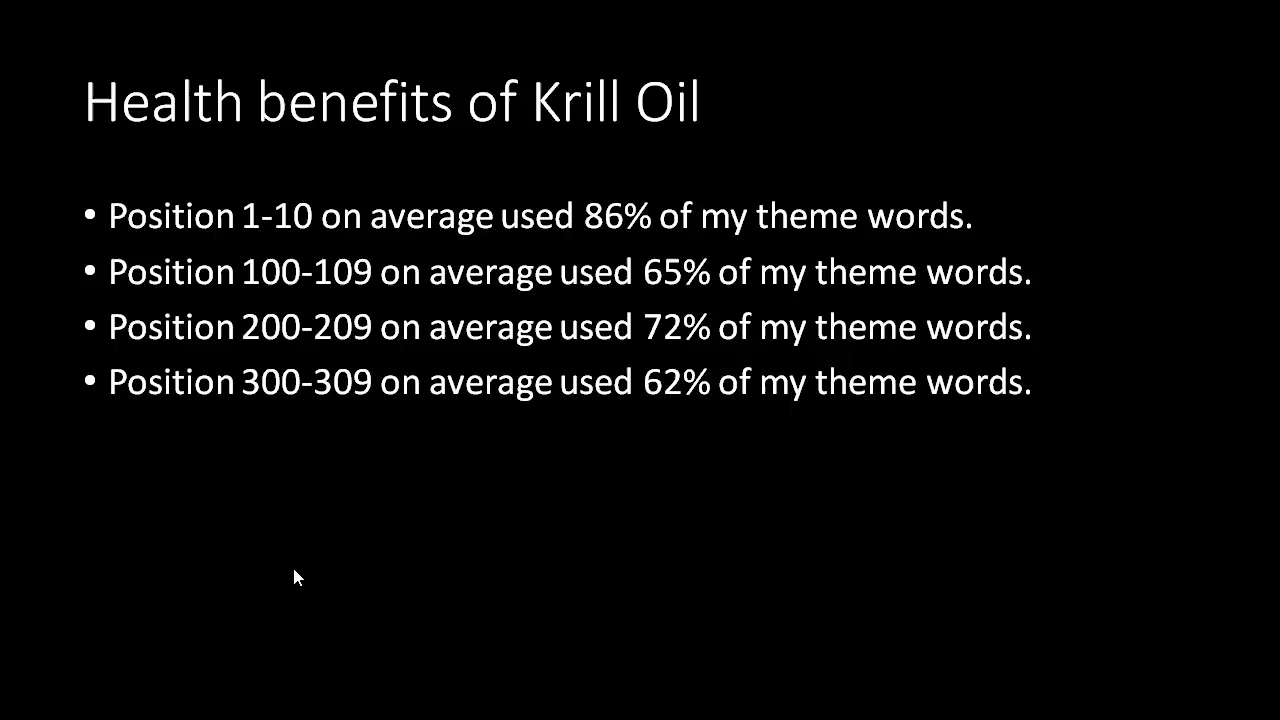 Health benefits of Krill Oil
• Position 1-10 on average used 86% of my theme words.
• Position 100-109 on average used 65% of my theme words.
• Position 200-209 on average used 72% of my theme words.
• Position 300-309 on average used 62% of my theme words.